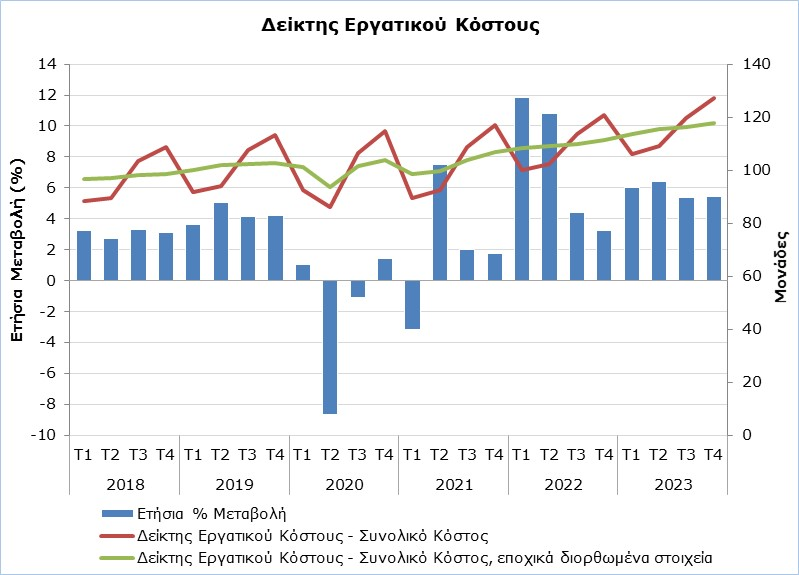 Δείκτης Εργατικού Κόστους
14 140
12 120
10
8 100
6 80
4
2 60
0
-2 40
-4
-6 20
-8
-10 0
Ετήσια Μεταβολή (%)
Μονάδες
Τ1 Τ2 Τ3 Τ4 Τ1 Τ2 Τ3 Τ4 Τ1 Τ2 Τ3 Τ4 Τ1 Τ2 Τ3 Τ4 Τ1 Τ2 Τ3 Τ4 Τ1 Τ2 Τ3 Τ4
2018 2019 2020 2021 2022 2023
Ετήσια % Μεταβολή
Δείκτης Εργατικού Κόστους - Συνολικό Κόστος
Δείκτης Εργατικού Κόστους - Συνολικό Κόστος, εποχικά διορθωμένα στοιχεία